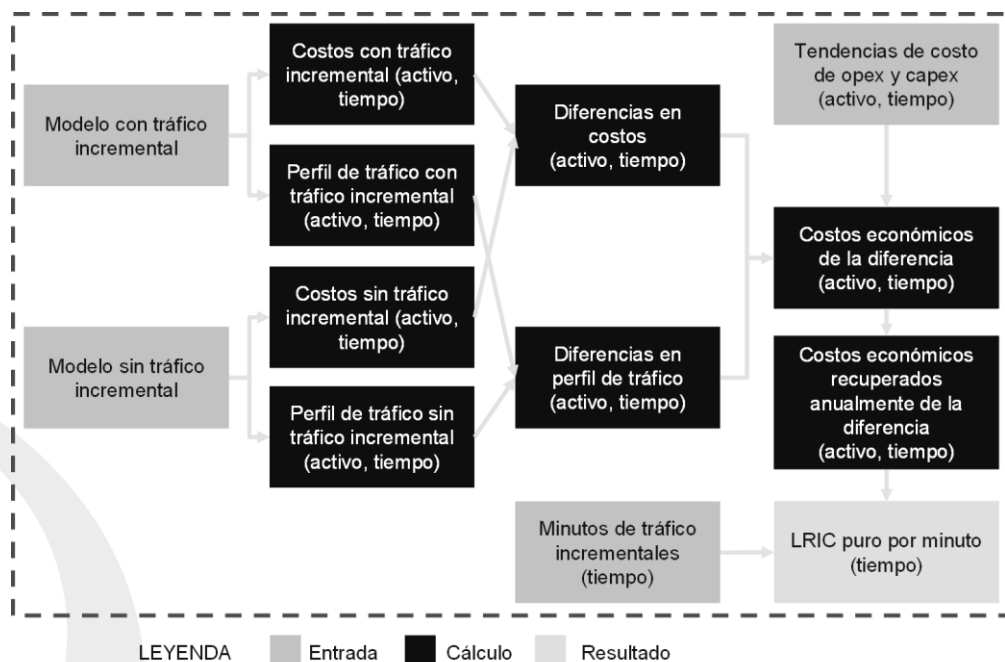 Modelo con tráfico
incremental
Modelo sin tráfico
incremental
Costos con tráfico
incremental (activo,
tiempo)
Perfil de tráfico con
tráfico incremental
(activo, tiempo)
Costos sin tráfico
incremental (activo,
tiempo)
Perfil de tráfico sin
tráfico incremental
(activo, tiempo)
Diferencias en
costos
(activo, tiempo)
Diferencias en
perfil de tráfico
(activo, tiempo)
Minutos de tráfico
incrementales
(tiempo)
Tendencias de costo
de opex y capex
(activo, tiempo)
Costos económicos
de la diferencia
(activo, tiempo)
Costos económicos
recuperados
anualmente de la
diferencia
(activo, tiempo)
LRIC puro por minuto
(tiempo)
LEYENDA
Entrada
Cálculo
Resultado